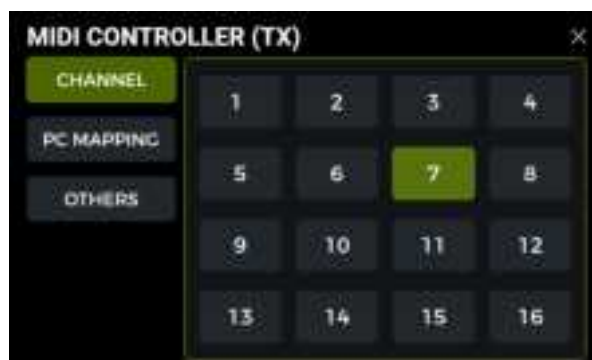 MIDI CONTROLLER (TX)
CHANNEL
PC MAPPING
OTHERS
1 2 3 4
5 6 7 8
9 10 11 12
13 14 15 16